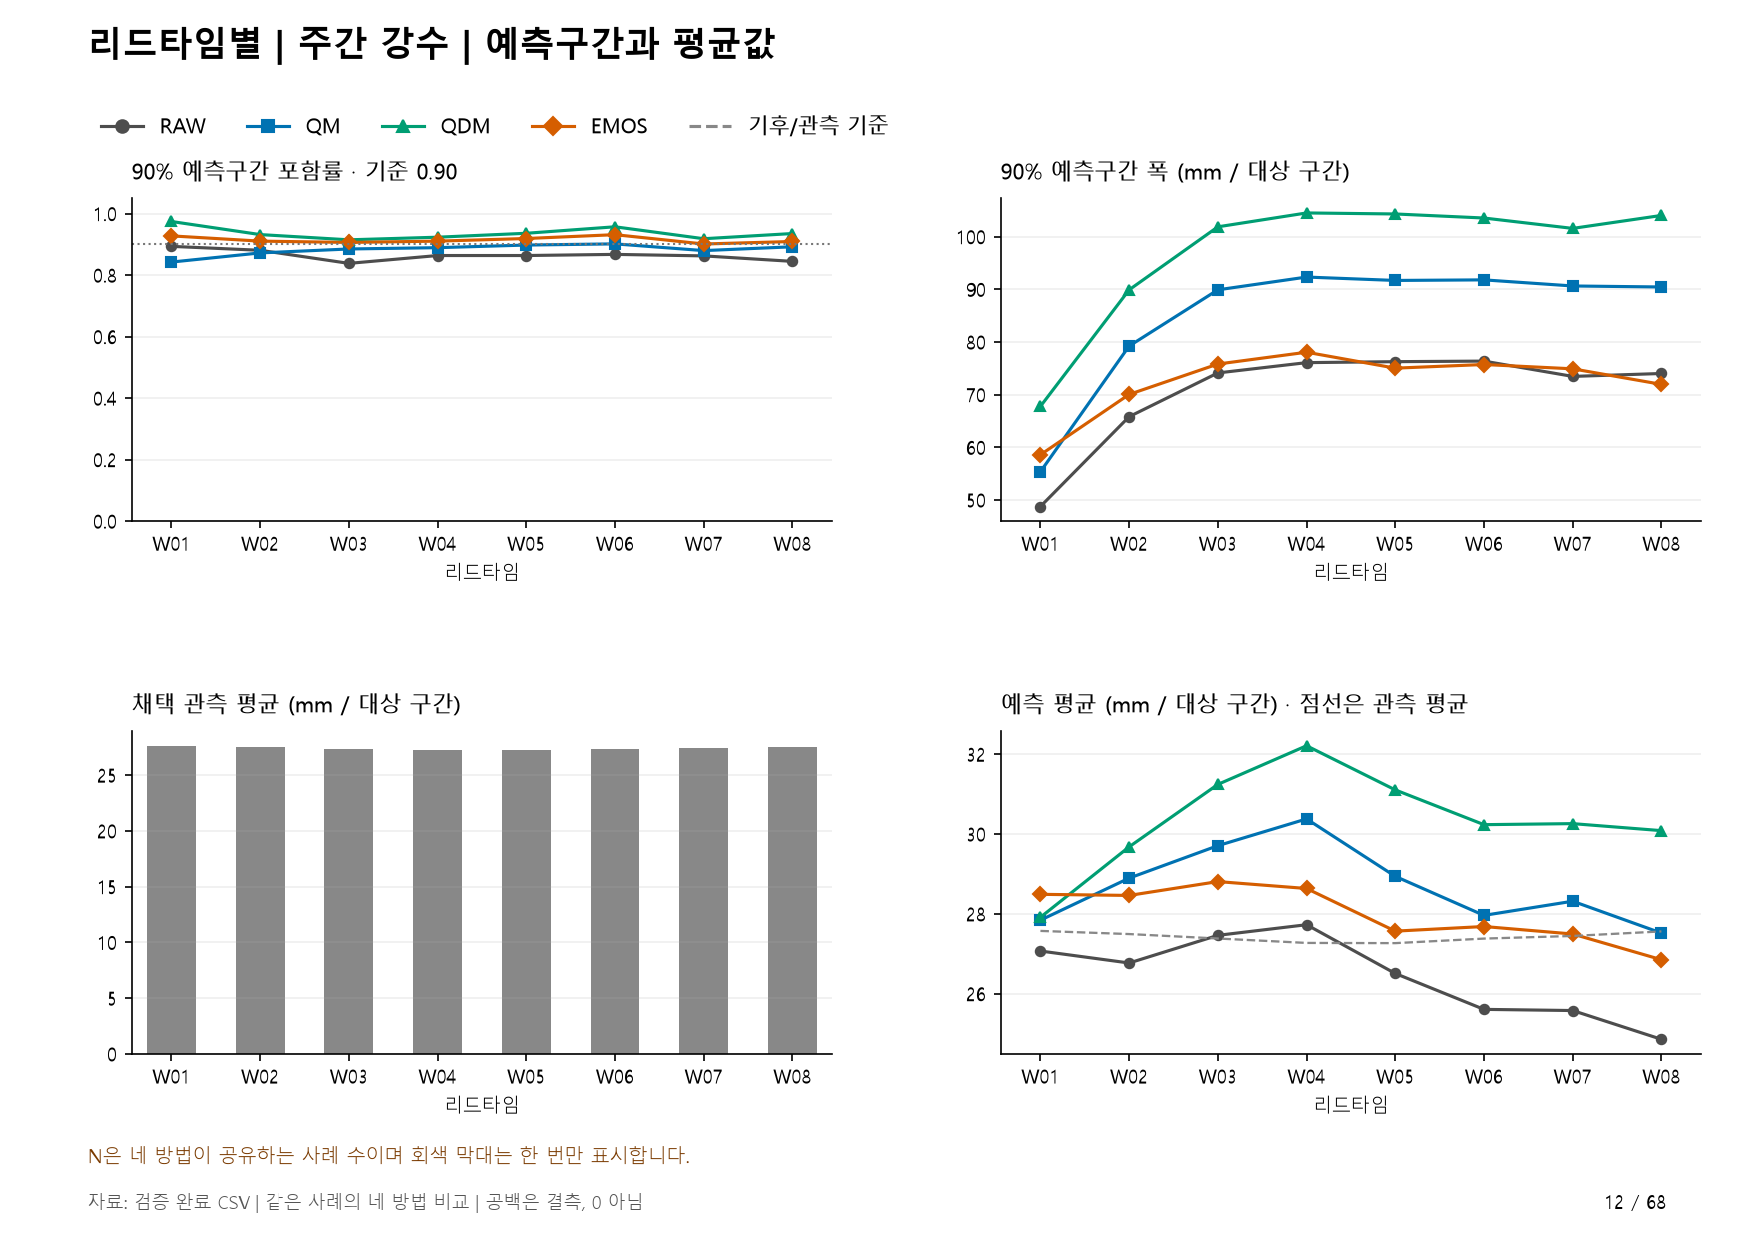 리드타임별 | 주간 강수 | 예측구간과 평균값
RAW QM QDM EMOS 기후/관측 기준
90% 예측구간 포함률 · 기준 0.90
1.0
0.8
0.6
0.4
0.2
0.0
W01 W02 W03 W04 W05 W06 W07 W08
리드타임
90% 예측구간 폭 (mm / 대상 구간)
100
90
80
70
60
50
W01 W02 W03 W04 W05 W06 W07 W08
리드타임
채택 관측 평균 (mm / 대상 구간)
25
20
15
10
5
0
W01 W02 W03 W04 W05 W06 W07 W08
리드타임
예측 평균 (mm / 대상 구간) · 점선은 관측 평균
32
30
28
26
W01 W02 W03 W04 W05 W06 W07 W08
리드타임
N은 네 방법이 공유하는 사례 수이며 회색 막대는 한 번만 표시합니다.
자료: 검증 완료 CSV | 같은 사례의 네 방법 비교 | 공백은 결측, 0 아님
12 / 68